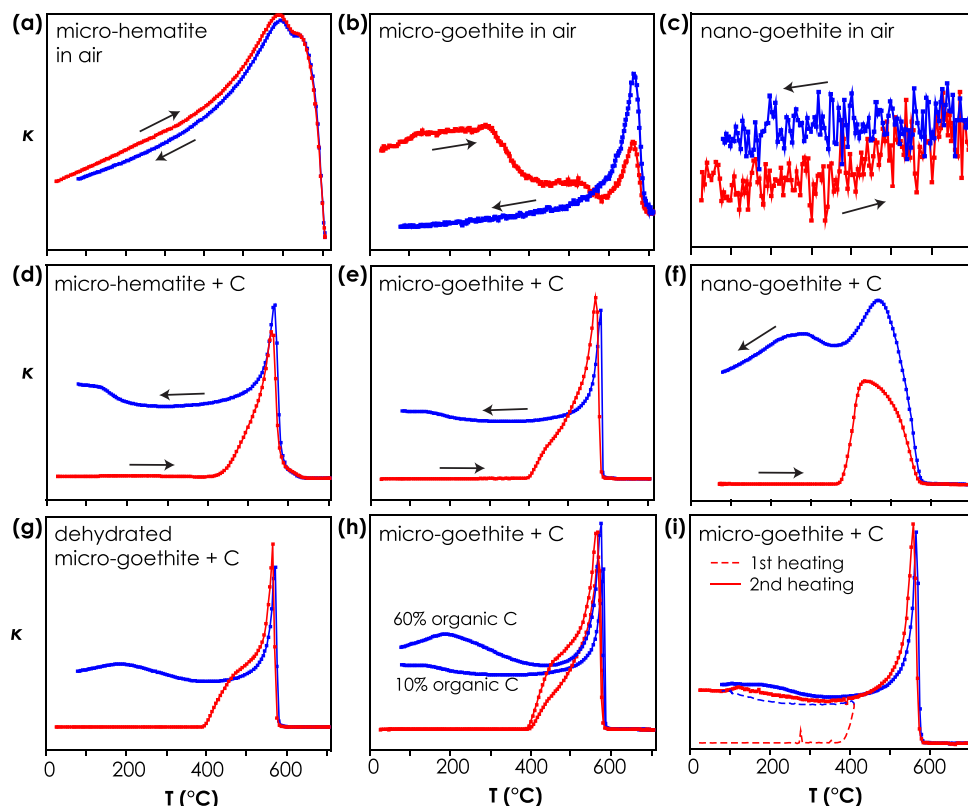 (a) micro-hematite
in air
(b) micro-goethite in air
(c) nano-goethite in air
κ
(d) micro-hematite + C
(e) micro-goethite + C
(f) nano-goethite + C
κ
(g) dehydrated
micro-goethite + C
(h) micro-goethite + C
60% organic C
10% organic C
(i) micro-goethite + C
1st heating
2nd heating
κ
0 200 400 600
0 200 400 600
0 200 400 600
T (°C)
T (°C)
T (°C)